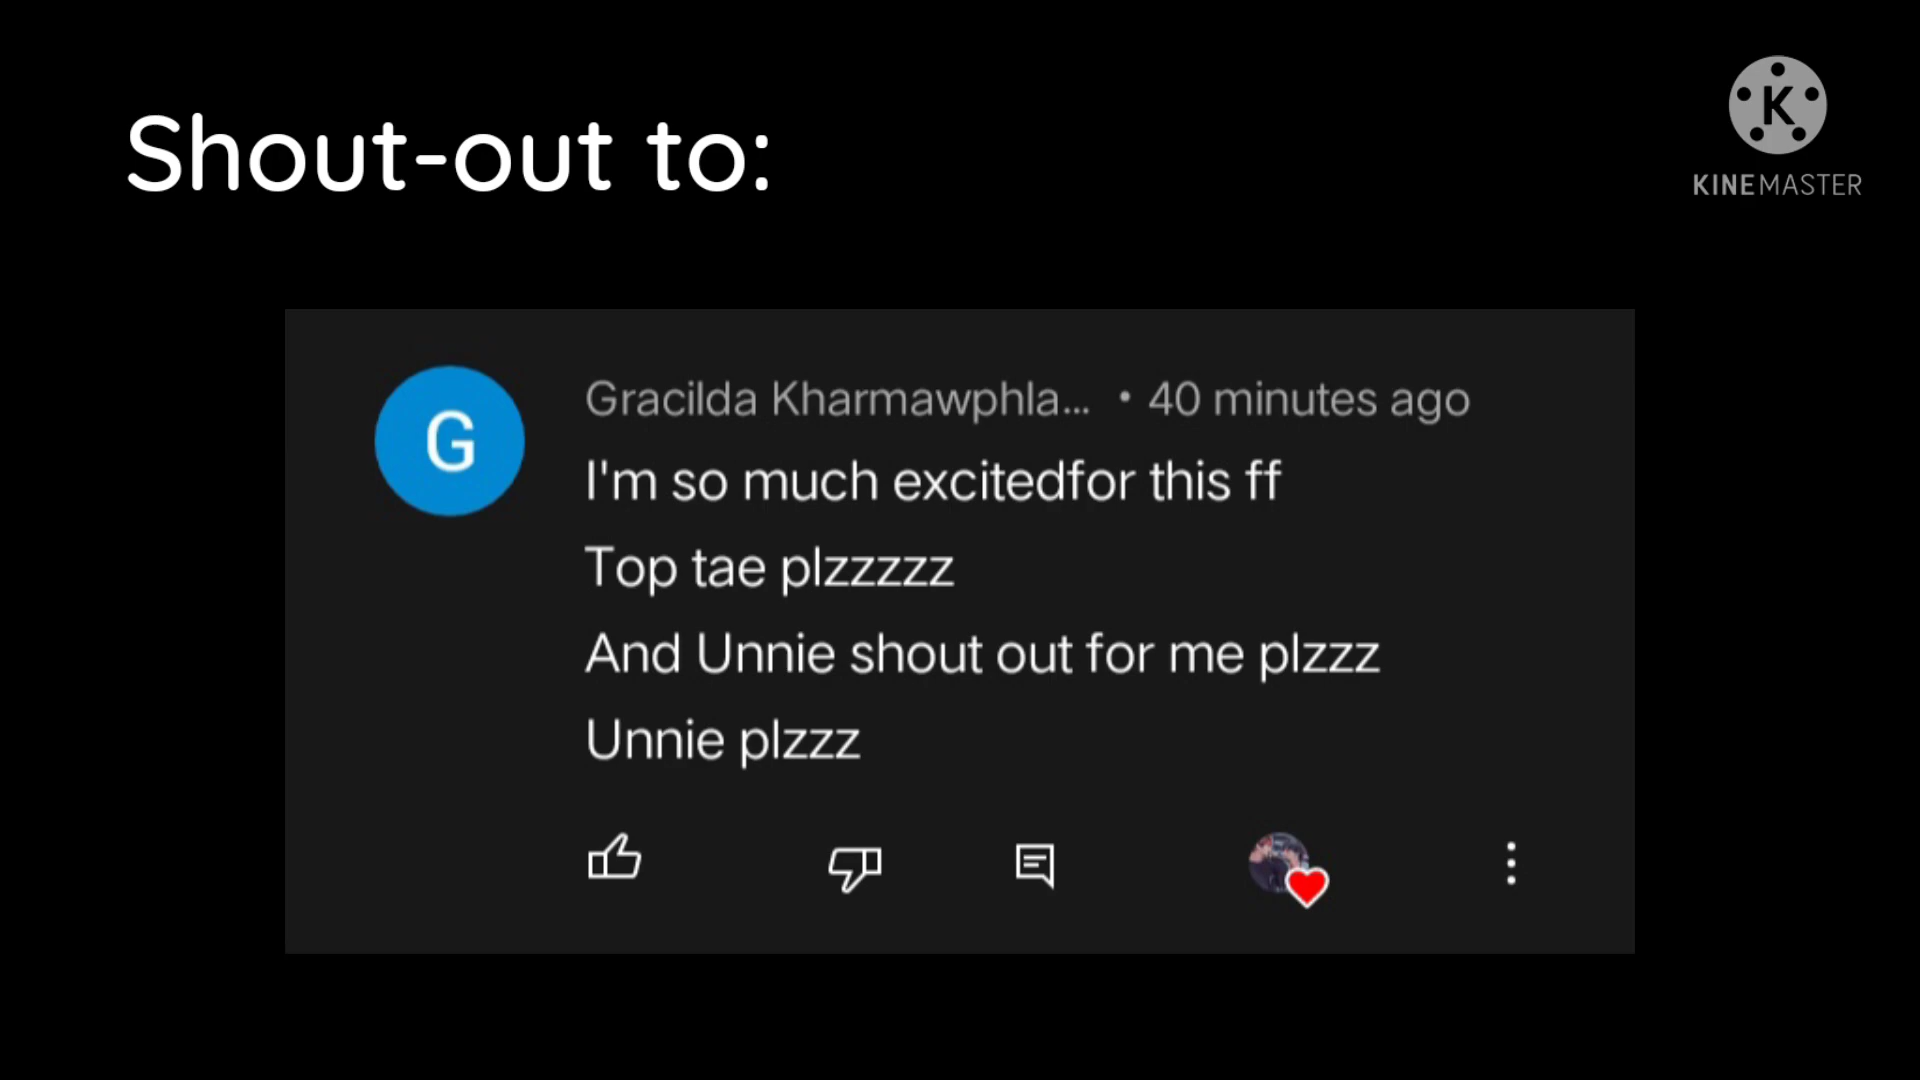 Shout-out to:
K
KINEMASTER
G
Gracilda Kharmawphla... • 40 minutes ago
I'm so much excitedfor this ff
Top tae plzzzzz
And Unnie shout out for me plzzz
Unnie plzzz